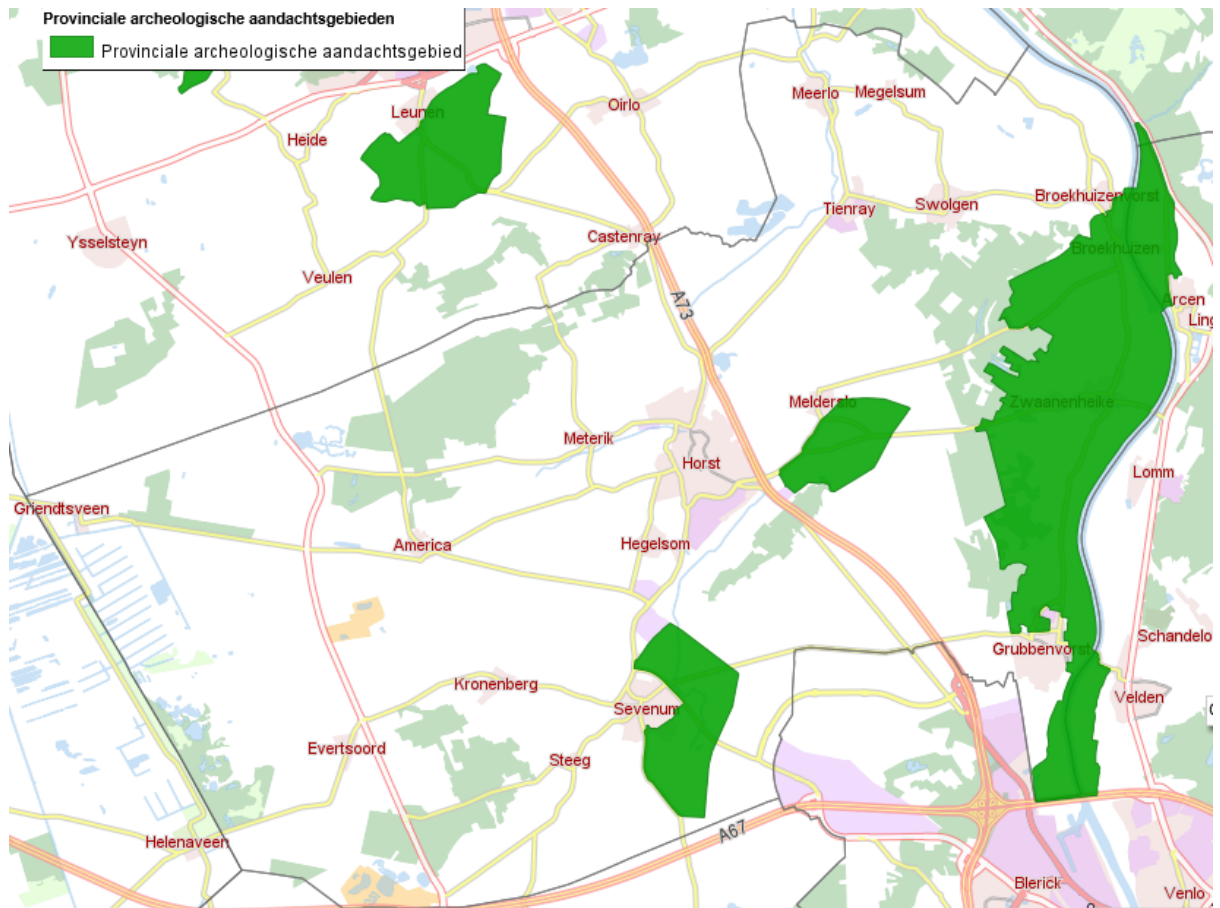 Provinciale archeologische aandachtsgebieden
Provinciale archeologische aandachtsgebied
Leunen
Oirlo
Meerlo
Megelsum
Heide
Broekhuizenvorst
Swolgen
Tienray
Ysselsteyn
Castenray
Broekhuizen
Veulen
Arcen
A73
Ling
Melderslo
Zwaanenheike
Meterik
Horst
Lomm
Griendtsveen
America
Hegelsom
Schandelo
Grubbenvorst
Kronenberg
Velden
Sevenum
Evertsoord
Steeg
A67
Helenaveen
Blerick
Venlo